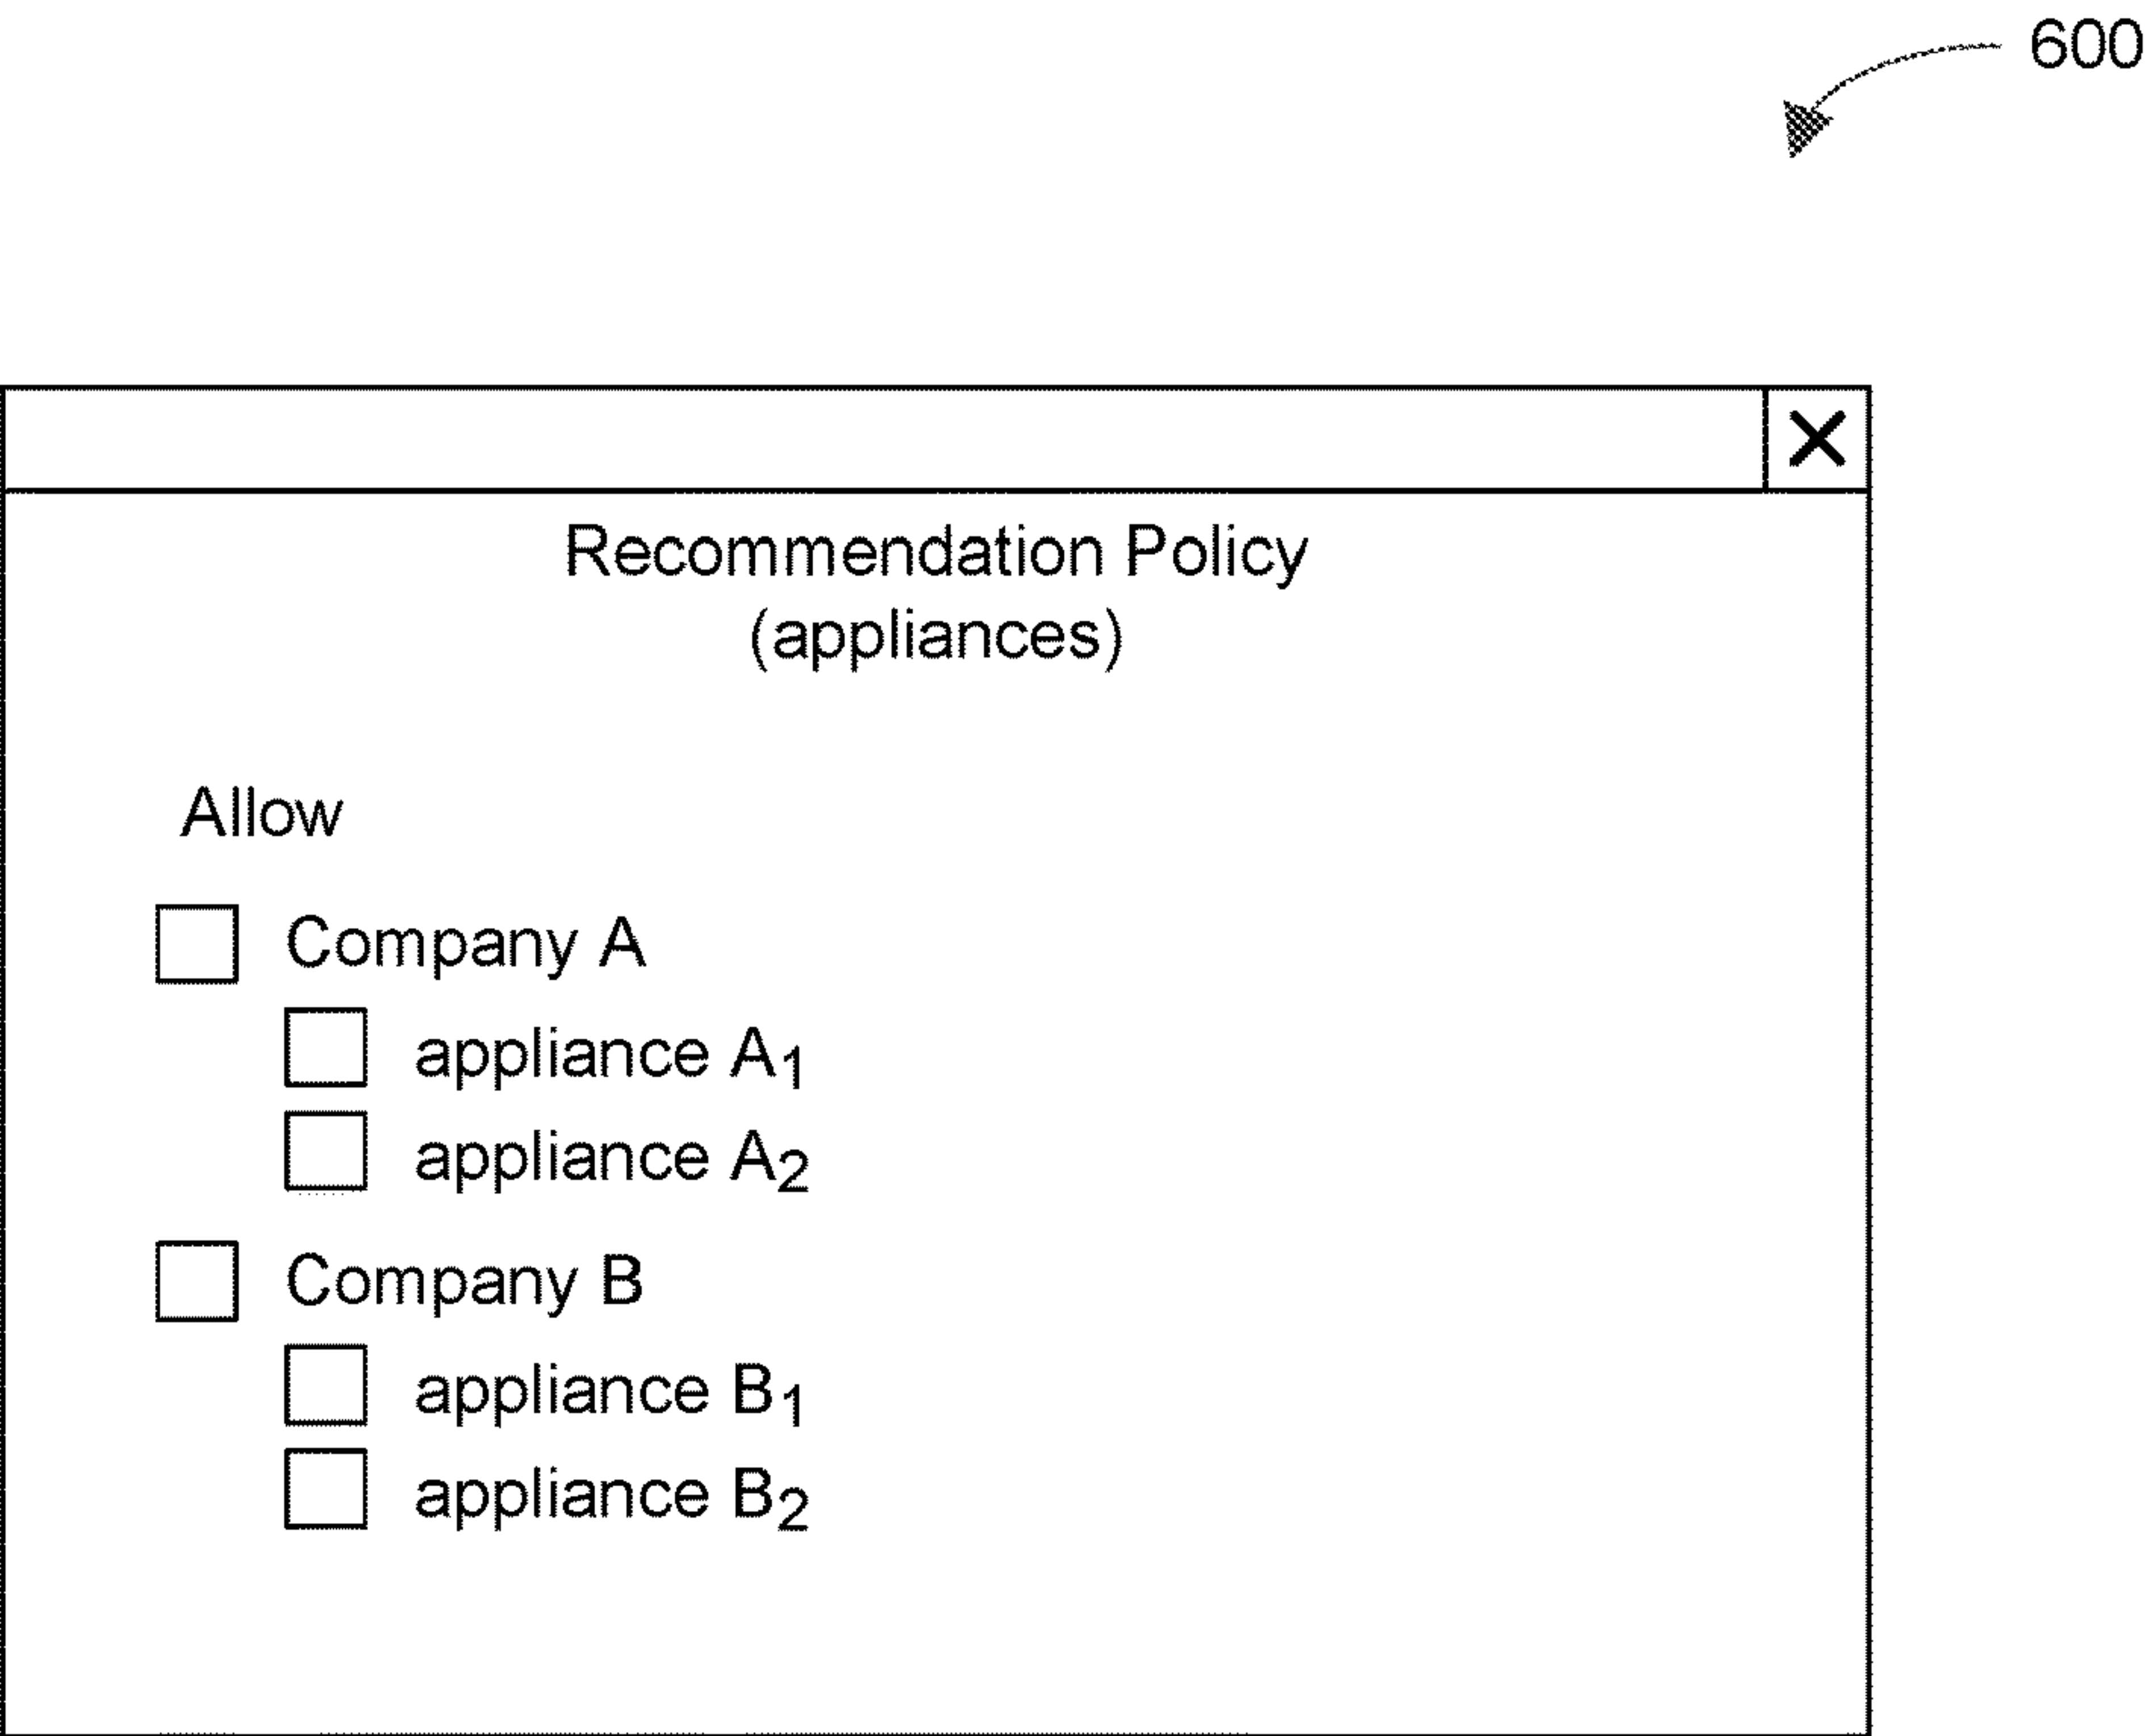 600
Recommendation Policy
(appliances)
Allow
Company A
appliance A₁
appliance A₂
Company B
appliance B₁
appliance B₂